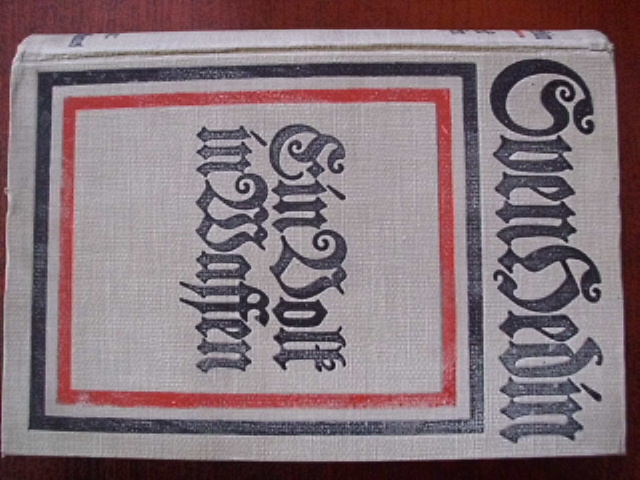 Sven Hedin
Ein Volk
in Waffen